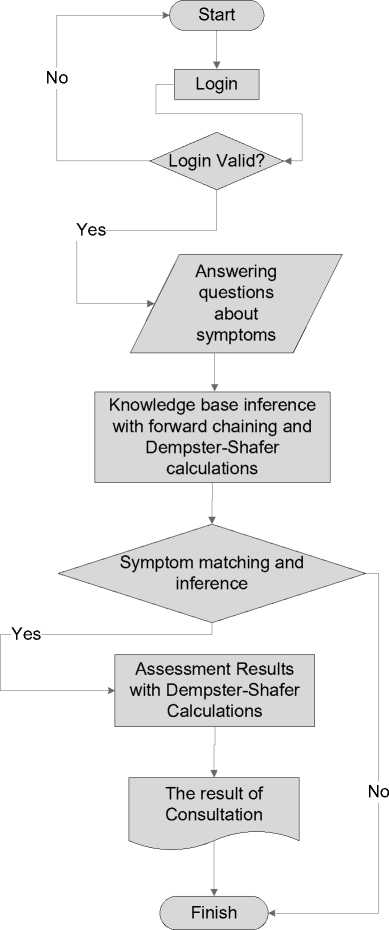 Start
No
Login
Login Valid?
Yes
Answering
questions
about
symptoms
Knowledge base inference
with forward chaining and
Dempster-Shafer
calculations
Symptom matching and
inference
Yes
Assessment Results
with Dempster-Shafer
Calculations
The result of
Consultation
No
Finish